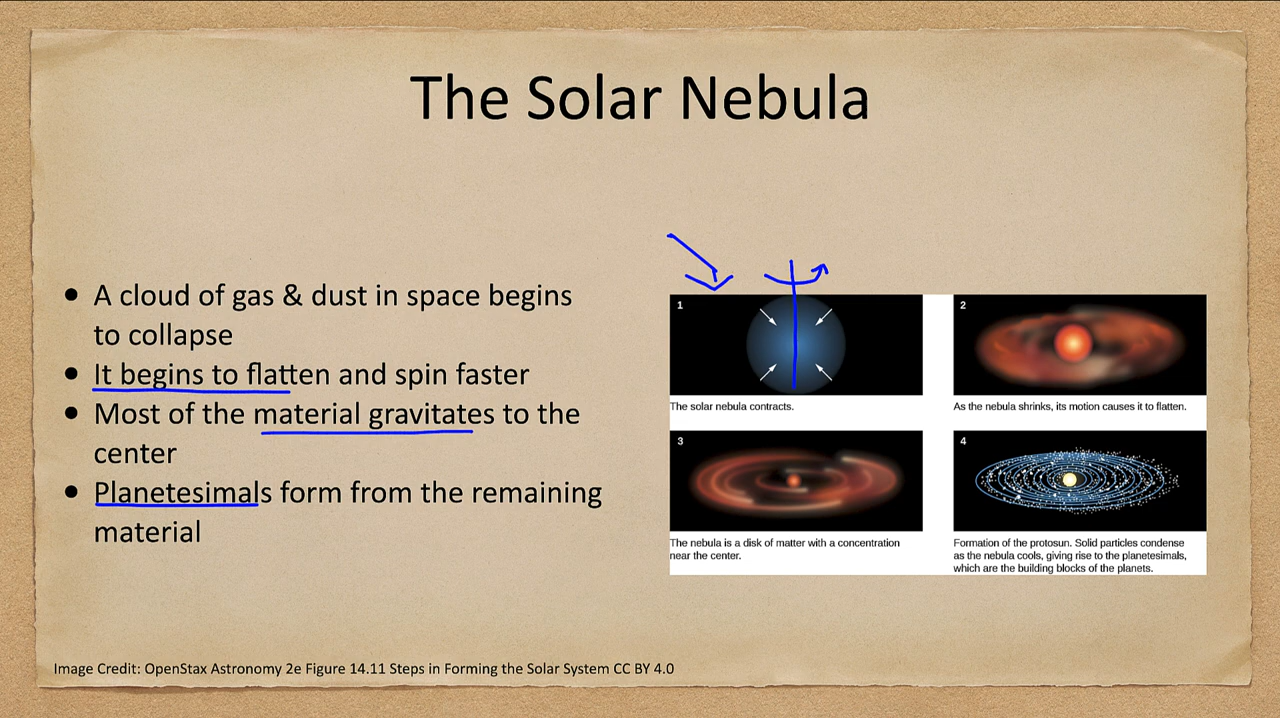 The Solar Nebula
• A cloud of gas & dust in space begins
to collapse
• It begins to flatten and spin faster
• Most of the material gravitates to the
center
• Planetesimals form from the remaining
material
1
The solar nebula contracts.
2
As the nebula shrinks, its motion causes it to flatten.
3
The nebula is a disk of matter with a concentration
near the center.
4
Formation of the protosun. Solid particles condense
as the nebula cools, giving rise to the planetesimals,
which are the building blocks of the planets.
Image Credit: OpenStax Astronomy 2e Figure 14.11 Steps in Forming the Solar System CC BY 4.0